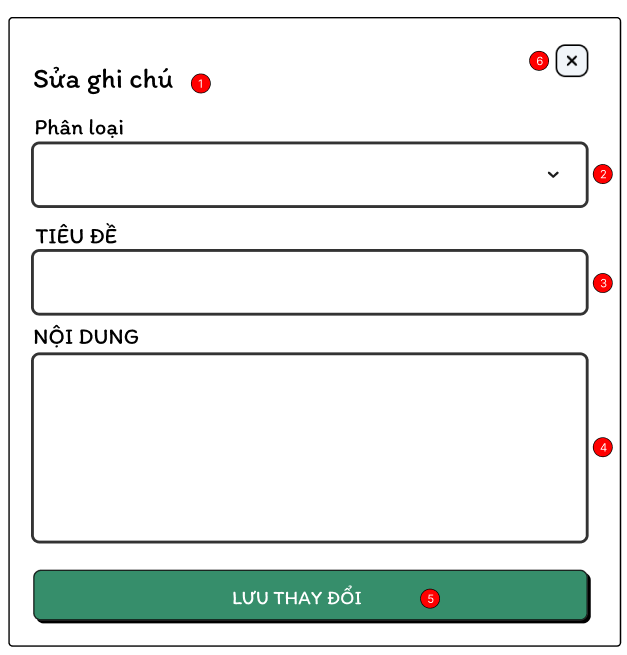 6
Sửa ghi chú 1
Phân loại
2
TIÊU ĐỀ
3
NỘI DUNG
4
LƯU THAY ĐỔI 5